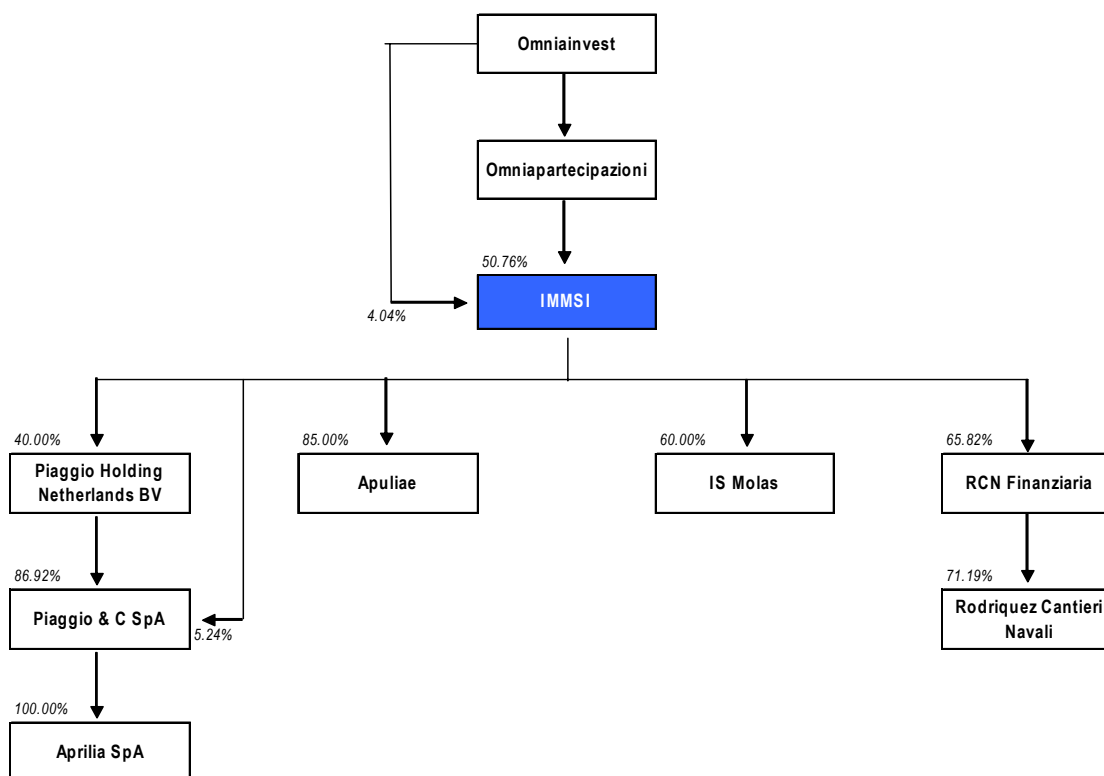 Omniainvest
Omniapartecipazioni
50.76%
IMMSI
4.04%
40.00%
85.00%
60.00%
65.82%
Piaggio Holding
Netherlands BV
Apuliae
IS Molas
RCN Finanziaria
86.92%
71.19%
Piaggio & C SpA
5.24%
Rodriquez Cantieri
Navali
100.00%
Aprilia SpA